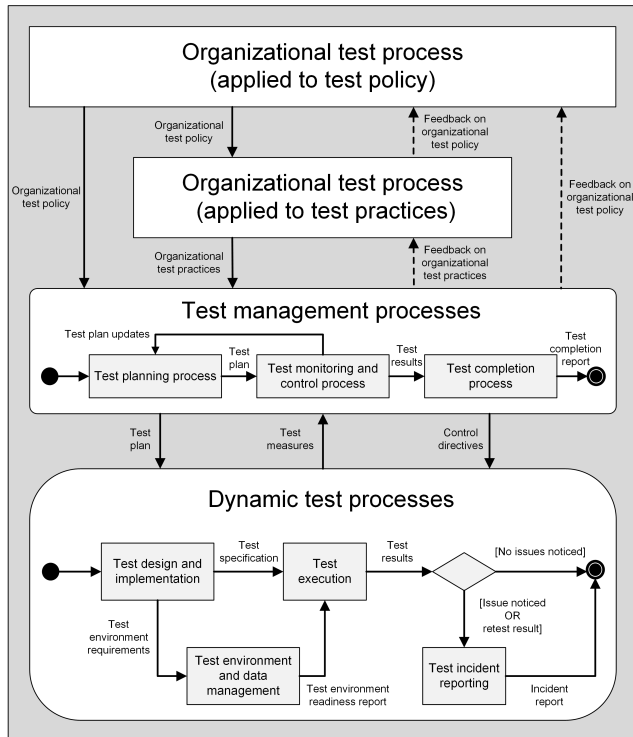 Organizational test process
(applied to test policy)
Organizational
test policy
Organizational
test policy
Feedback on
organizational
test policy
Feedback on
organizational
test policy
Organizational test process
(applied to test practices)
Organizational
test practices
Feedback on
organizational
test practices
Test management processes
Test plan updates
Test
plan
Test
results
Test
completion
report
Test planning process
Test monitoring and
control process
Test completion
process
Test
plan
Test
measures
Control
directives
Dynamic test processes
Test design and
implementation
Test
specification
Test
execution
Test
results
[No issues noticed]
[Issue noticed
OR
retest result]
Test
environment
requirements
Test environment
and data
management
Test environment
readiness report
Test incident
reporting
Incident
report